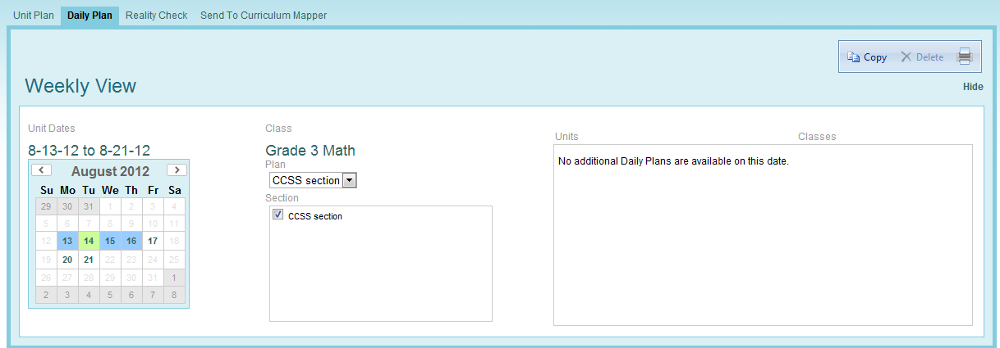 Unit Plan Daily Plan Reality Check Send To Curriculum Mapper
Copy Delete
Weekly View
Hide
Unit Dates
8-13-12 to 8-21-12
August 2012
Su Mo Tu We Th Fr Sa
29 30 31 1 2 3 4
5 6 7 8 9 10 11
12 13 14 15 16 17 18
19 20 21 22 23 24 25
26 27 28 29 30 31 1
2 3 4 5 6 7 8
Class
Grade 3 Math
Plan
CCSS section
Section
CCSS section
Units Classes
No additional Daily Plans are available on this date.